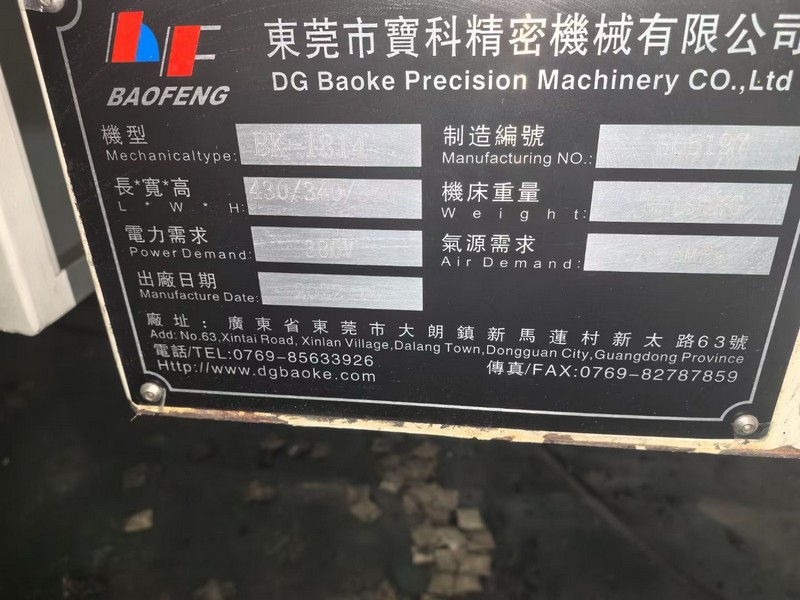 BAOFENG
東莞市寶科精密機械有限公司
DG Baoke Precision Machinery CO.,Ltd
機型
Mechanicaltype: BK-1314
制造編號
Manufacturing NO.:
長*寬*高
L * W * H:
機床重量
Weight:
電力需求
Power Demand: 380V
氣源需求
Air Demand:
出廠日期
Manufacture Date:
廠址：廣東省東莞市大朗鎮新馬蓮村新太路63號
Add: No.63,Xintai Road, Xinlan Village,Dalang Town,Dongguan City,Guangdong Province
電話/TEL:0769-85633926
傳真/FAX:0769-82787859
Http://www.dgbaoke.com